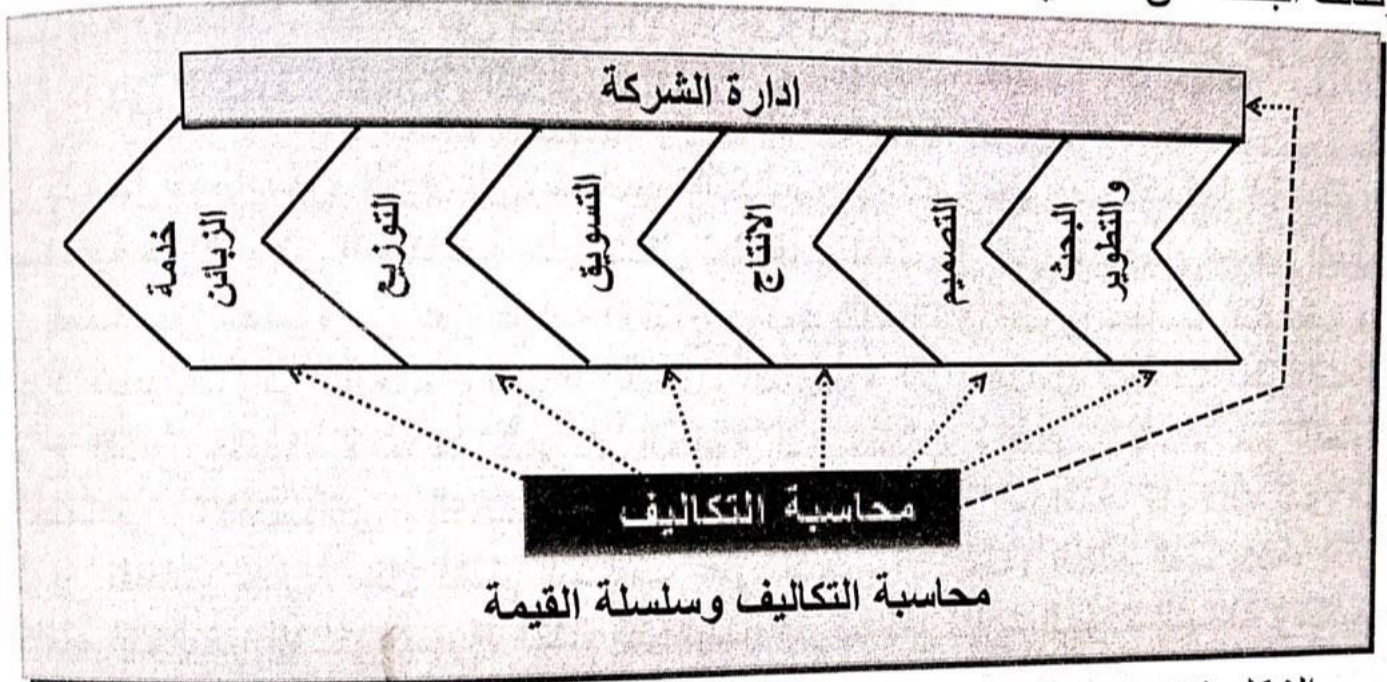 ادارة الشركة
البحث
والتطوير
التصميم
الانتاج
التسويق
التوزيع
خدمة
الزبائن
محاسبة التكاليف
محاسبة التكاليف وسلسلة القيمة